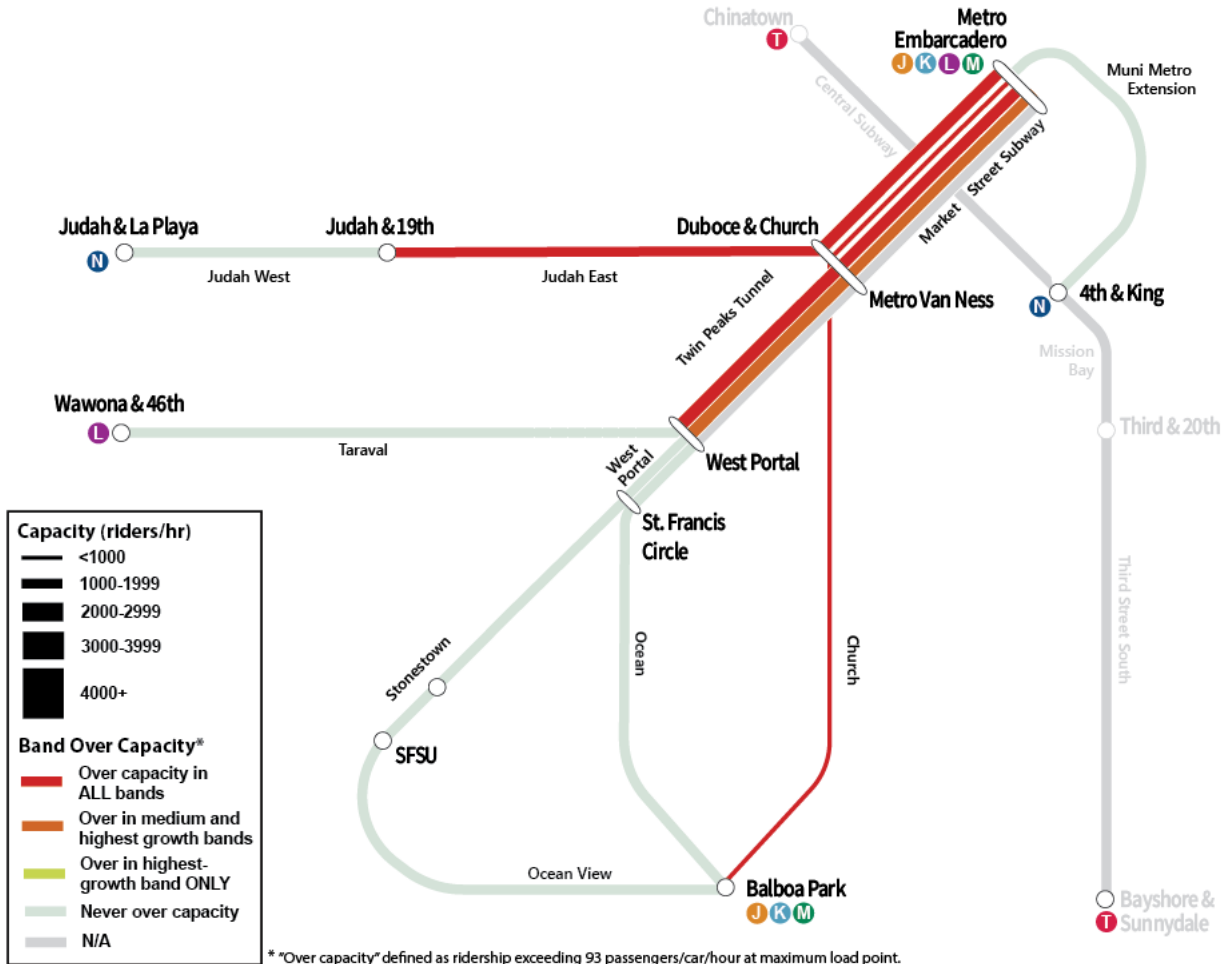 Chinatown
T
Metro
Embarcadero
J K L M
Muni Metro
Extension
Central Subway
Market Street Subway
Judah & La Playa
N
Judah & 19th
Duboce & Church
Judah West
Judah East
Metro Van Ness
4th & King
N
Twin Peaks Tunnel
Mission
Bay
Wawona & 46th
L
Taraval
West Portal
West Portal
Third & 20th
St. Francis
Circle
Stonestown
Ocean
Church
Third Street South
SFSU
Ocean View
Balboa Park
J K M
Bayshore &
T Sunnydale
Capacity (riders/hr)
<1000
1000-1999
2000-2999
3000-3999
4000+
Band Over Capacity*
Over capacity in
ALL bands
Over in medium and
highest growth bands
Over in highest-
growth band ONLY
Never over capacity
N/A
* "Over capacity" defined as ridership exceeding 93 passengers/car/hour at maximum load point.